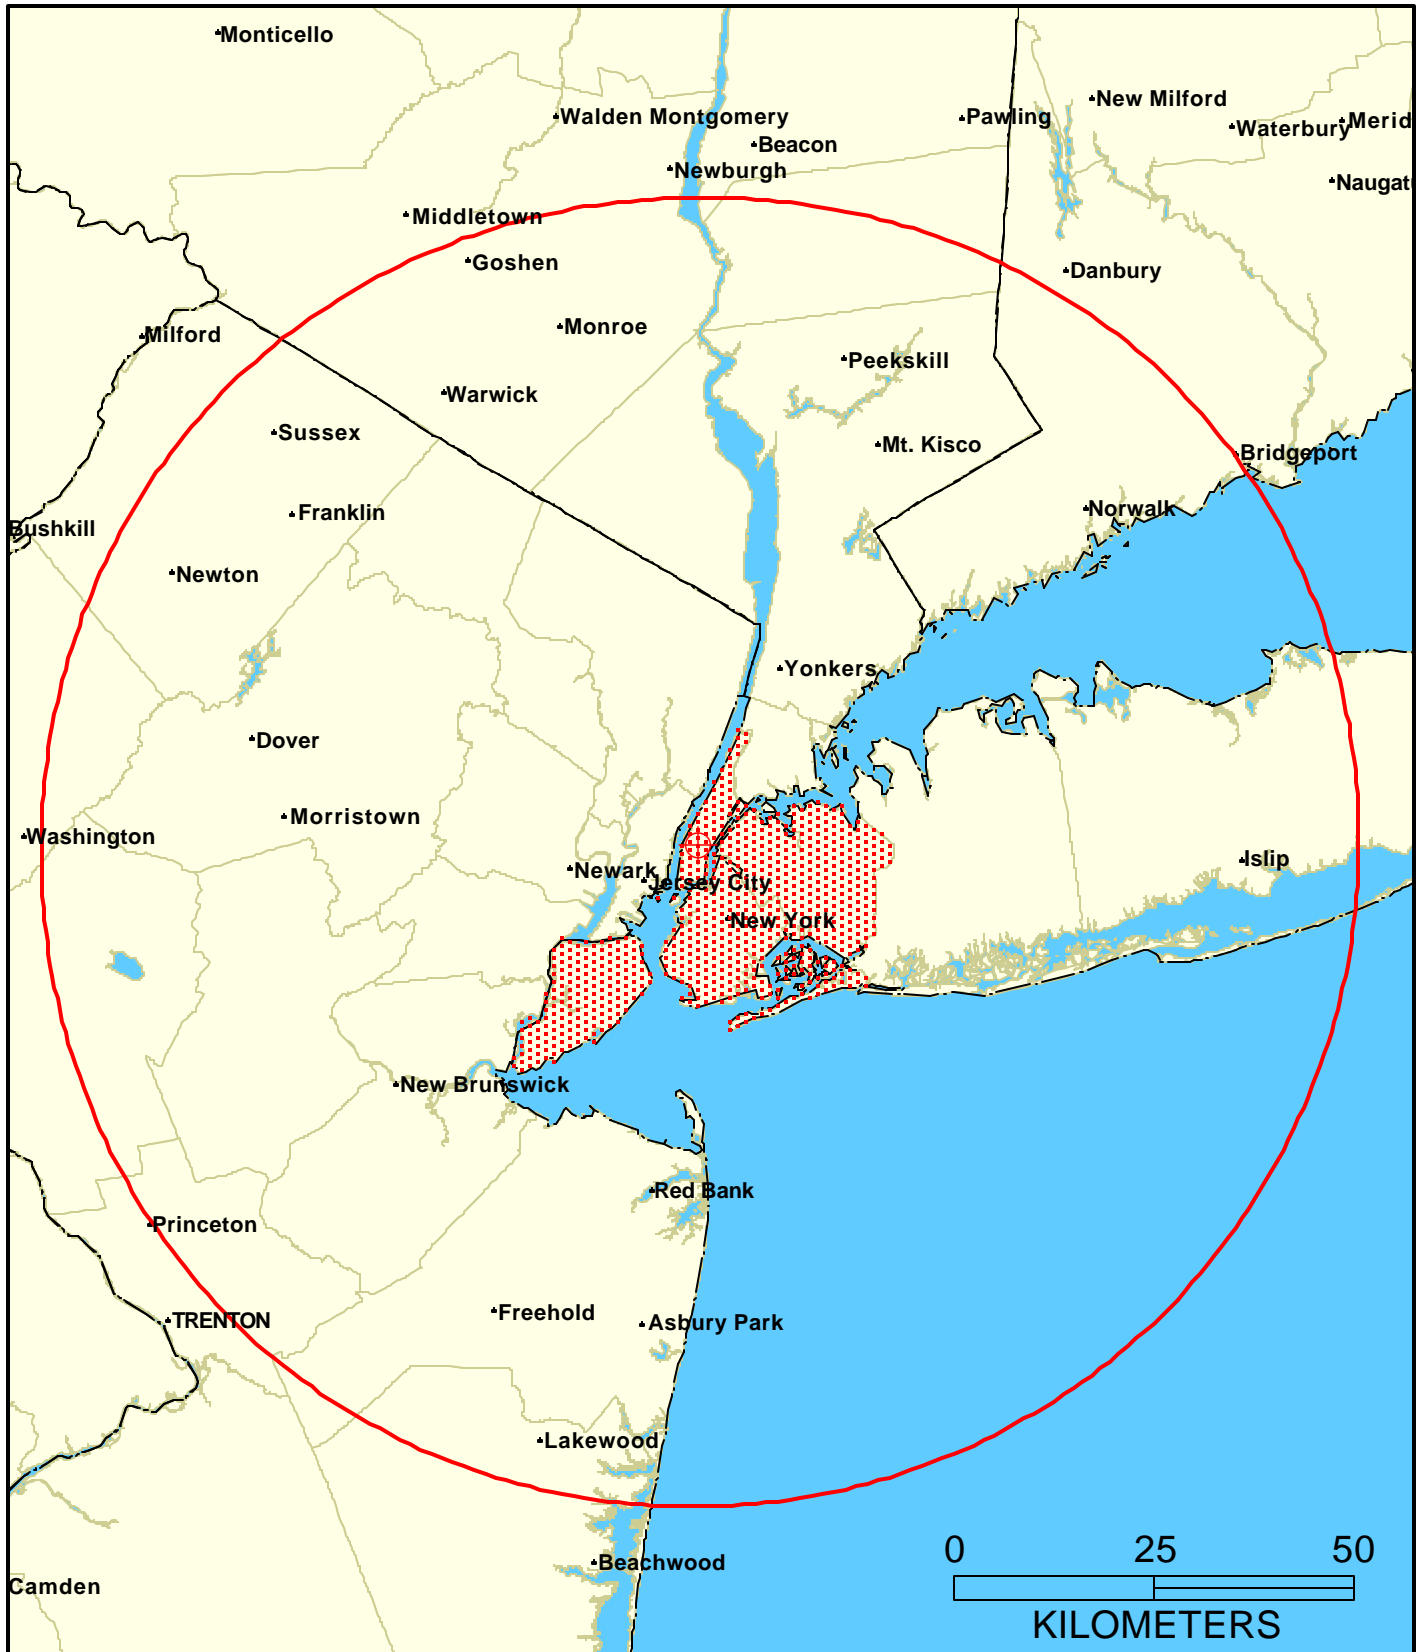 Monticello
New Milford
Walden Montgomery
Pawling
Waterbury
Merid
Beacon
Newburgh
Naugatu
Middletown
Goshen
Danbury
Milford
Monroe
Peekskill
Warwick
Sussex
Mt. Kisco
Bridgeport
Franklin
Norwalk
Bushkill
Newton
Yonkers
Dover
Morristown
Washington
Newark
Islip
Jersey City
New York
New Brunswick
Red Bank
Princeton
Freehold
TRENTON
Asbury Park
Lakewood
Beachwood
Camden
0 25 50
KILOMETERS